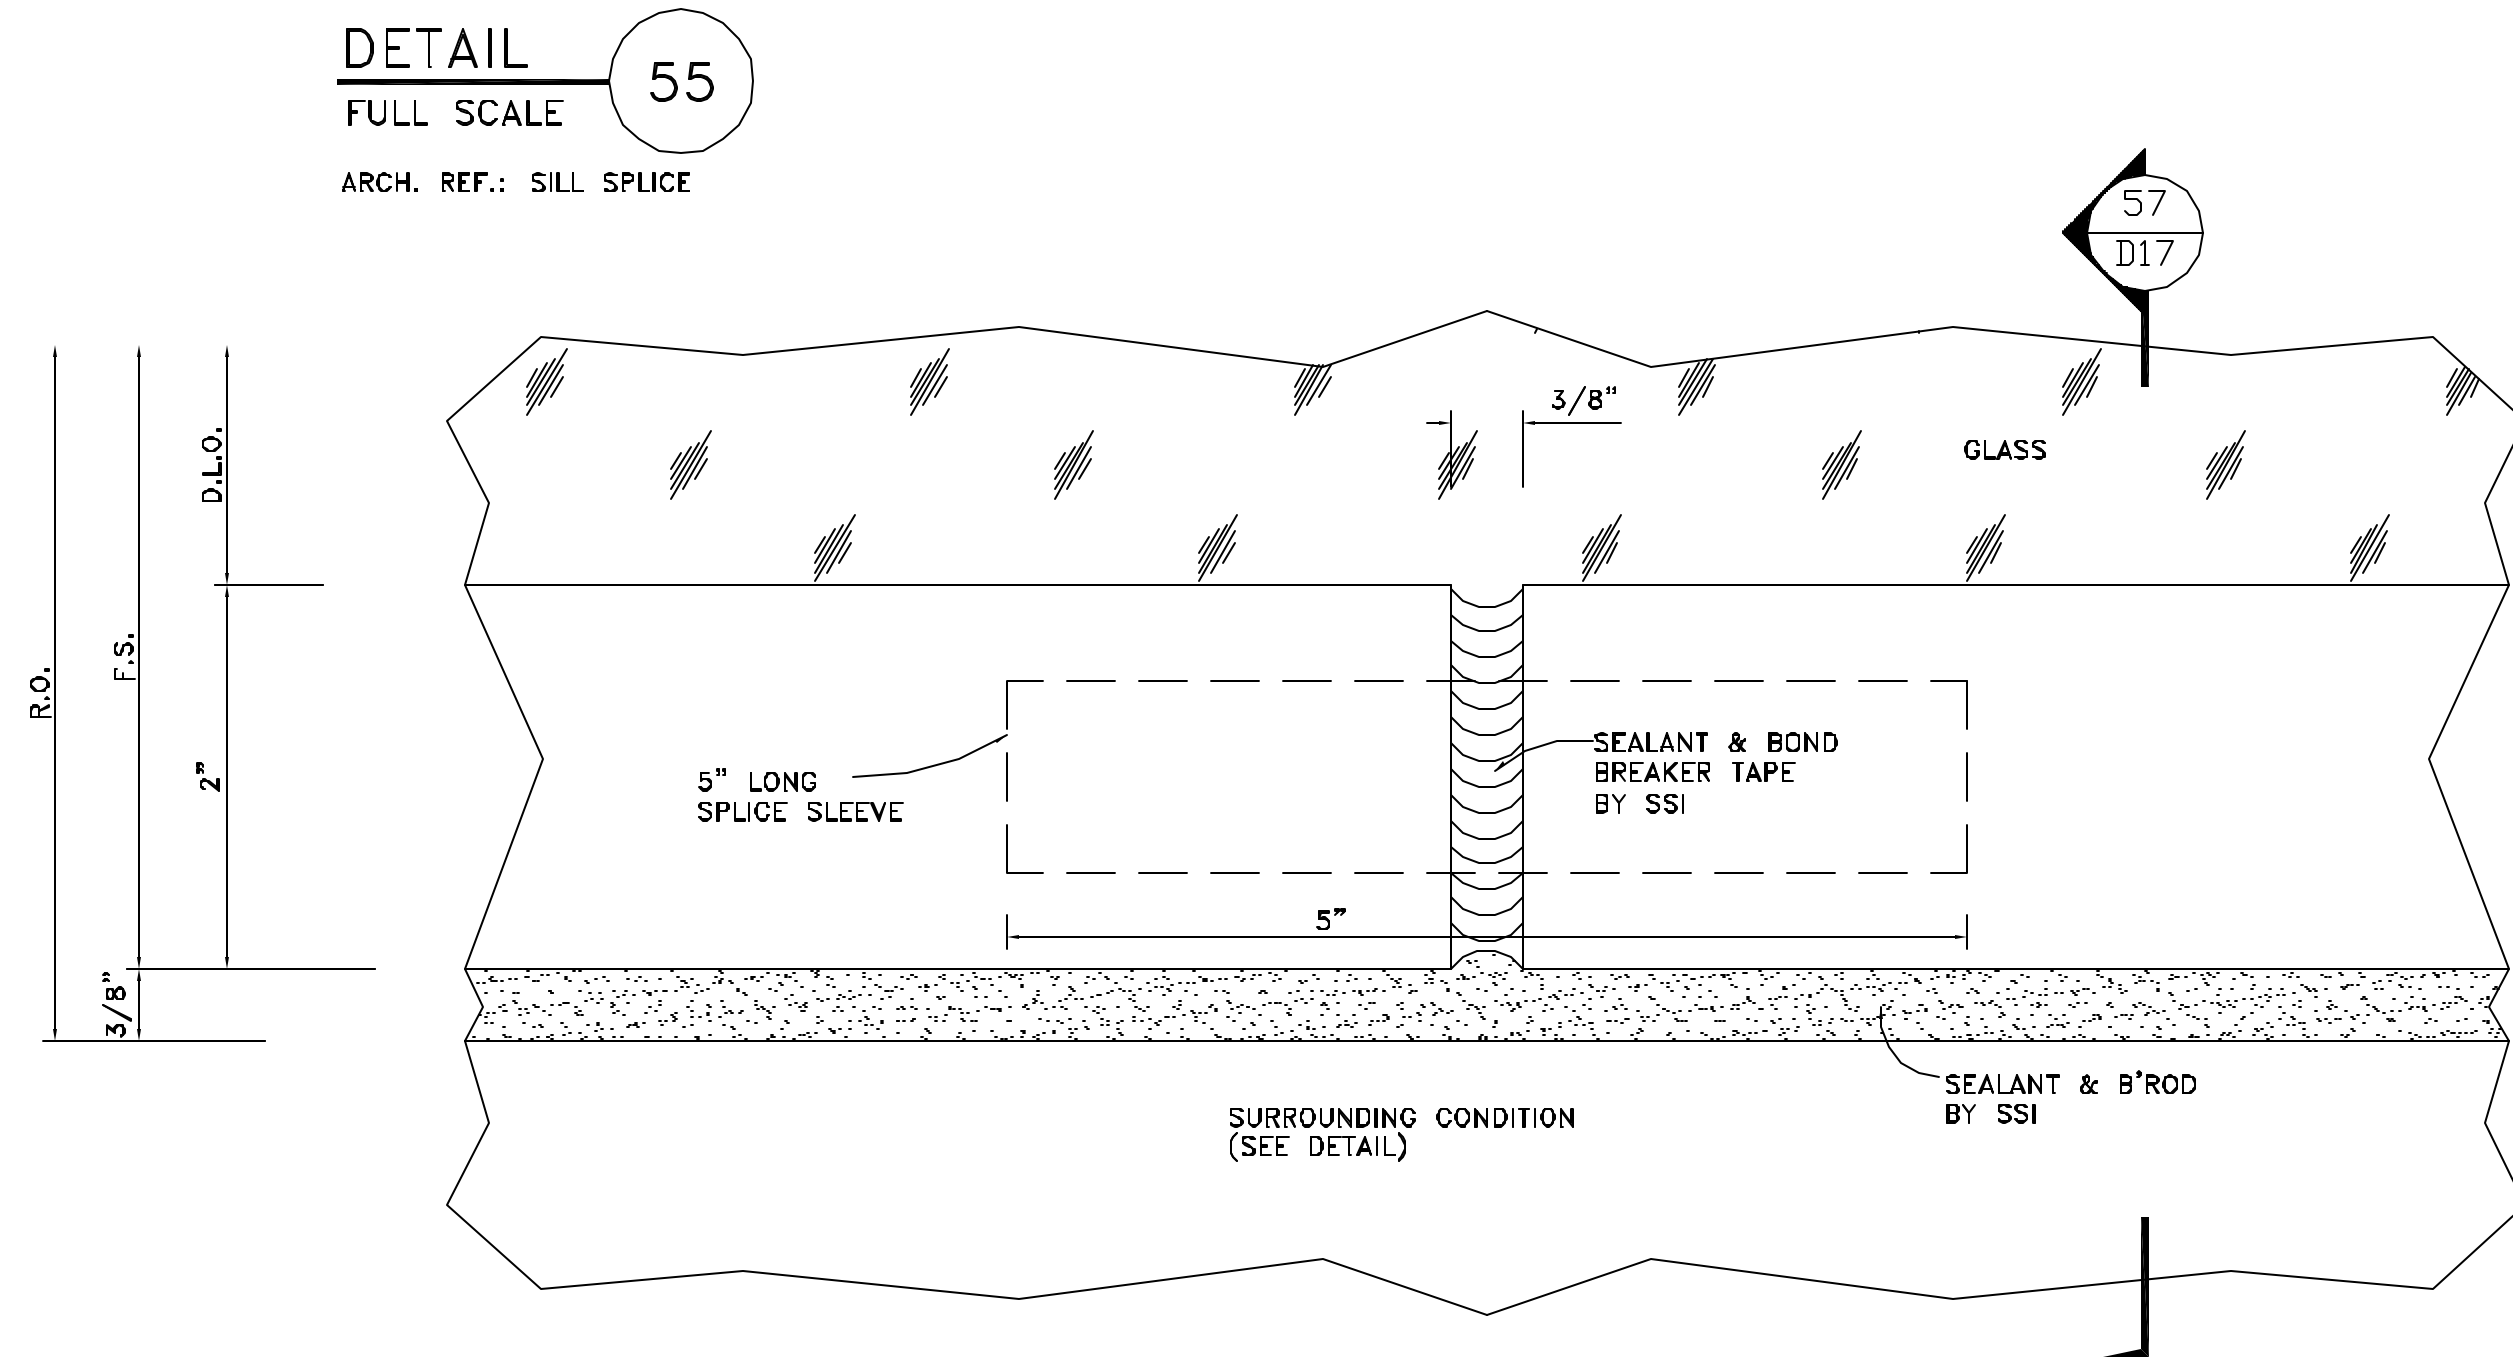 DETAIL
55
FULL SCALE
ARCH. REF.: SILL SPLICE
57
D17
3/8"
GLASS
D.L.O.
F.S.
R.O.
2"
3/8"
5" LONG
SPLICE SLEEVE
SEALANT & BOND
BREAKER TAPE
BY SSI
5"
SEALANT & B'ROD
BY SSI
SURROUNDING CONDITION
(SEE DETAIL)